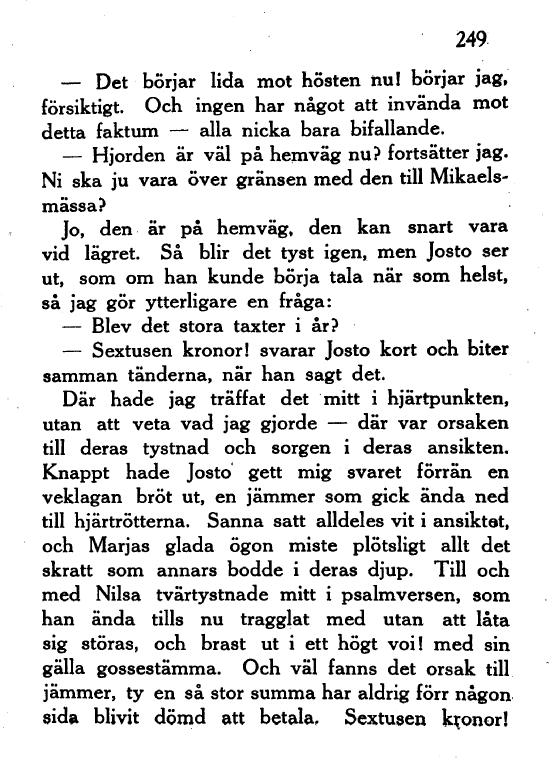 249
— Det börjar lida mot hösten nu! börjar jag,
försiktigt. Och ingen har något att invända mot
detta faktum — alla nicka bara bifallande.
— Hjorden är väl på hemväg nu? fortsätter jag.
Ni ska ju vara över gränsen med den till Mikaels-
mässa?
Jo, den är på hemväg, den kan snart vara
vid lägret. Så blir det tyst igen, men Josto ser
ut, som om han kunde börja tala när som helst,
så jag gör ytterligare en fråga:
— Blev det stora taxter i år?
— Sextusen kronor! svarar Josto kort och biter
samman tänderna, när han sagt det.
Där hade jag träffat det mitt i hjärtpunkten,
utan att veta vad jag gjorde — där var orsaken
till deras tystnad och sorgen i deras ansikten.
Knappt hade Josto gett mig svaret förrän en
veklagan bröt ut, en jämmer som gick ända ned
till hjärtrötterna. Sanna satt alldeles vit i ansiktet,
och Marjas glada ögon miste plötsligt allt det
skratt som annars bodde i deras djup. Till och
med Nilsa tvärtystnade mitt i psalmversen, som
han ända tills nu tragglat med utan att låta
sig störas, och brast ut i ett högt voi! med sin
gälla gossestämma. Och väl fanns det orsak till
jämmer, ty en så stor summa har aldrig förr någon
sida blivit dömd att betala. Sextusen kronor!